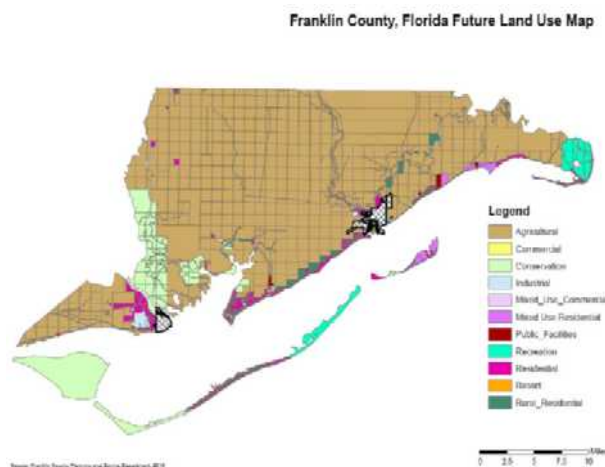 Franklin County, Florida Future Land Use Map
Legend
Agricultural
Commercial
Conservation
Industrial
Mixed_Use_Commercial
Mixed Use Residential
Public_Facilities
Recreation
Residential
Resort
Rural_Residential
Miles
0 2.5 5 7.5 10